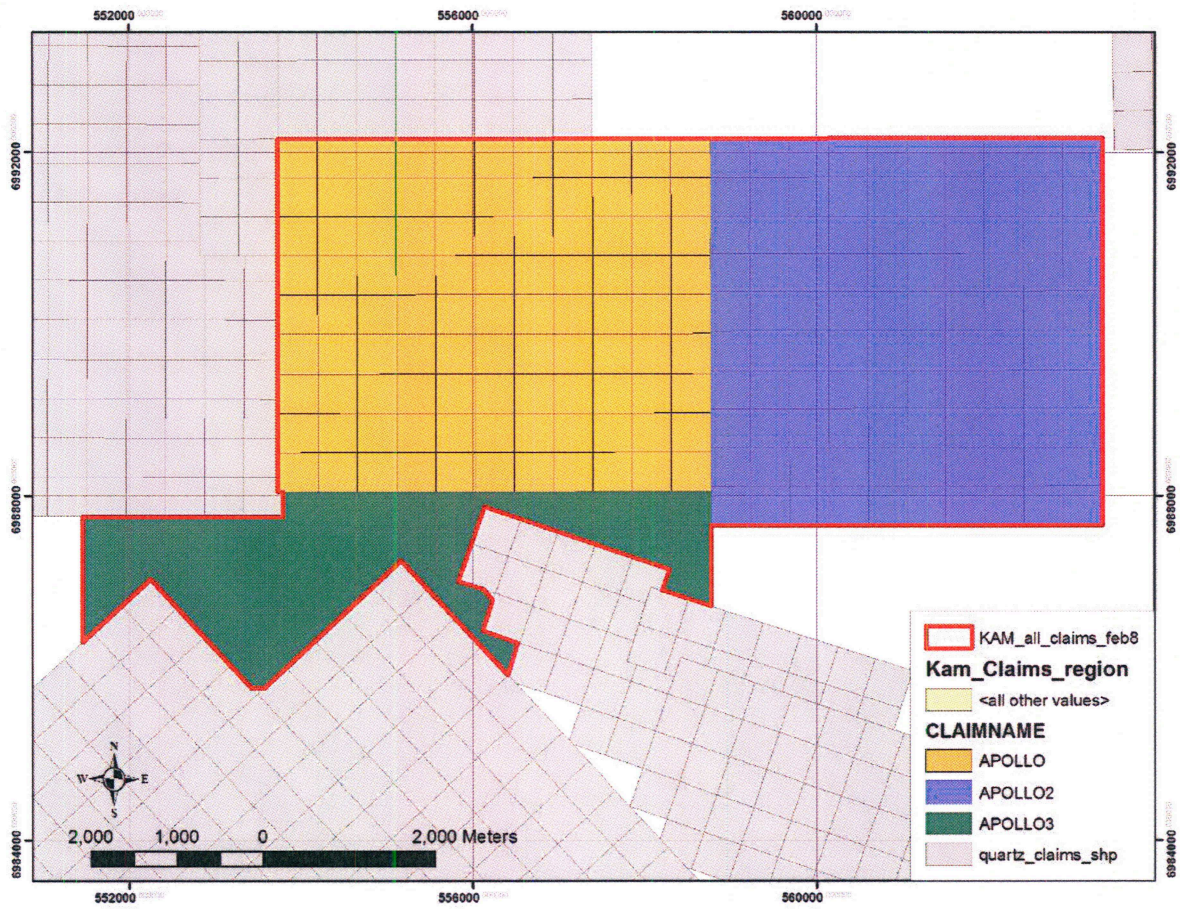 552000 556000 560000
6992000 6992000
6988000 6988000
6984000 6984000
KAM_all_claims_feb8
Kam_Claims_region
<all other values>
CLAIMNAME
APOLLO
APOLLO2
APOLLO3
quartz_claims_shp
N
W E
S
2,000 1,000 0 2,000 Meters
552000 556000 560000